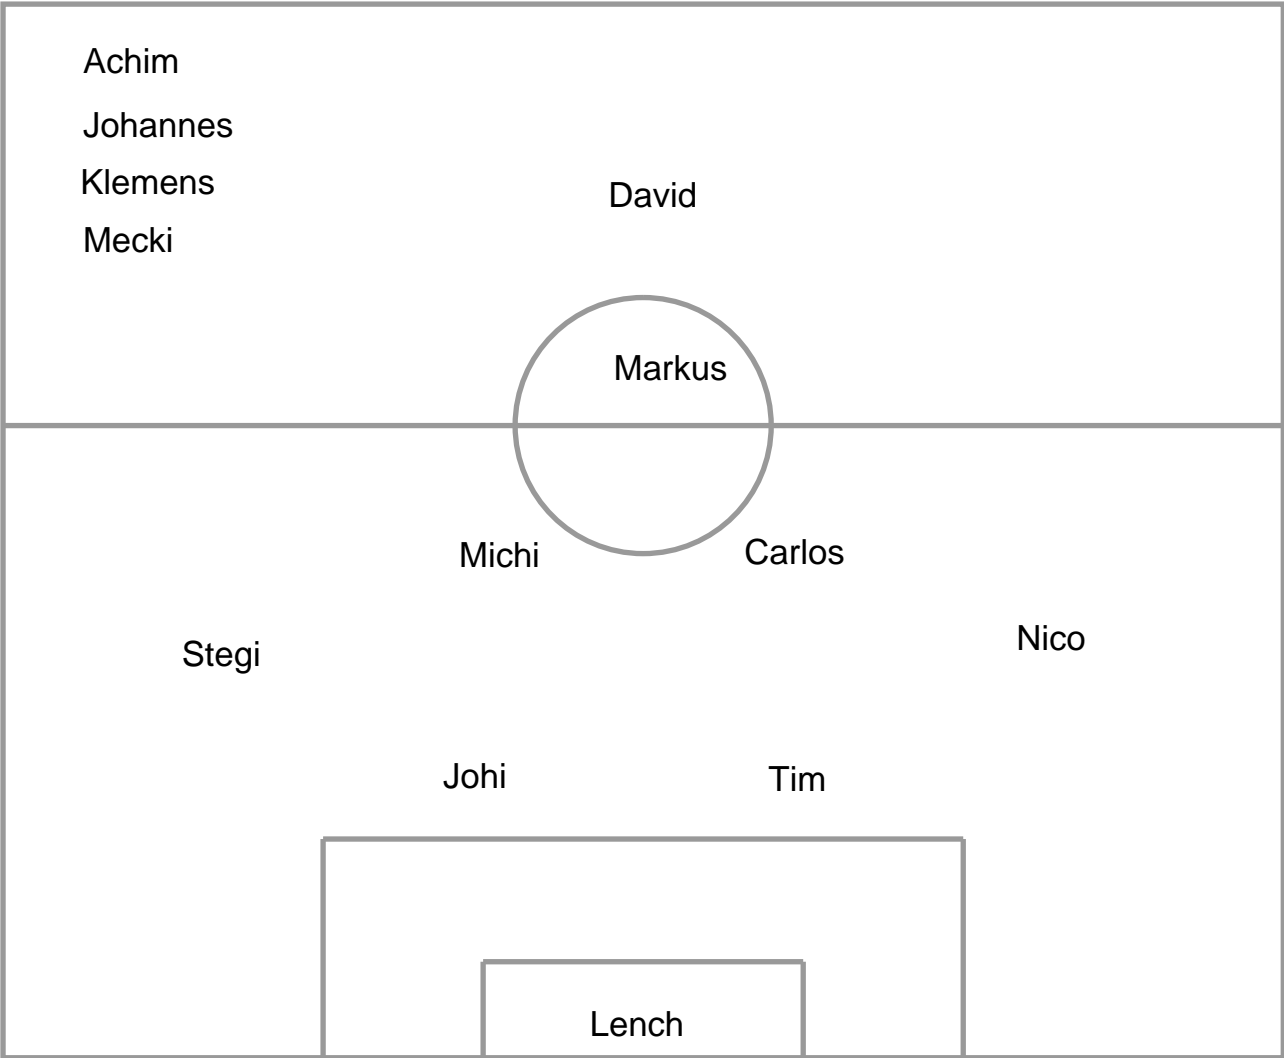 Achim
Johannes
Klemens
David
Mecki
Markus
Michi
Carlos
Nico
Stegi
Johi
Tim
Lench